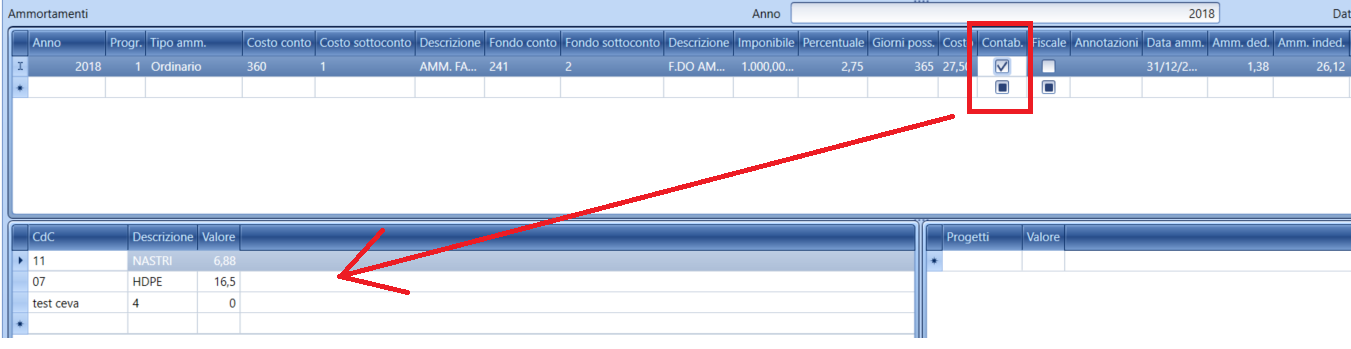 Ammortamenti Anno 2018 Dat
Anno Progr. Tipo amm. Costo conto Costo sottoconto Descrizione Fondo conto Fondo sottoconto Descrizione Imponibile Percentuale Giorni poss. Costo Contab. Fiscale Annotazioni Data amm. Amm. ded. Amm. inded.
2018 1 Ordinario 360 1 AMM. FA... 241 2 F.DO AM... 1.000,00... 2,75 365 27,50 31/12/2... 1,38 26,12
CdC Descrizione Valore Progetti Valore
11 NASTRI 6,88
07 HDPE 16,5
test ceva 4 0